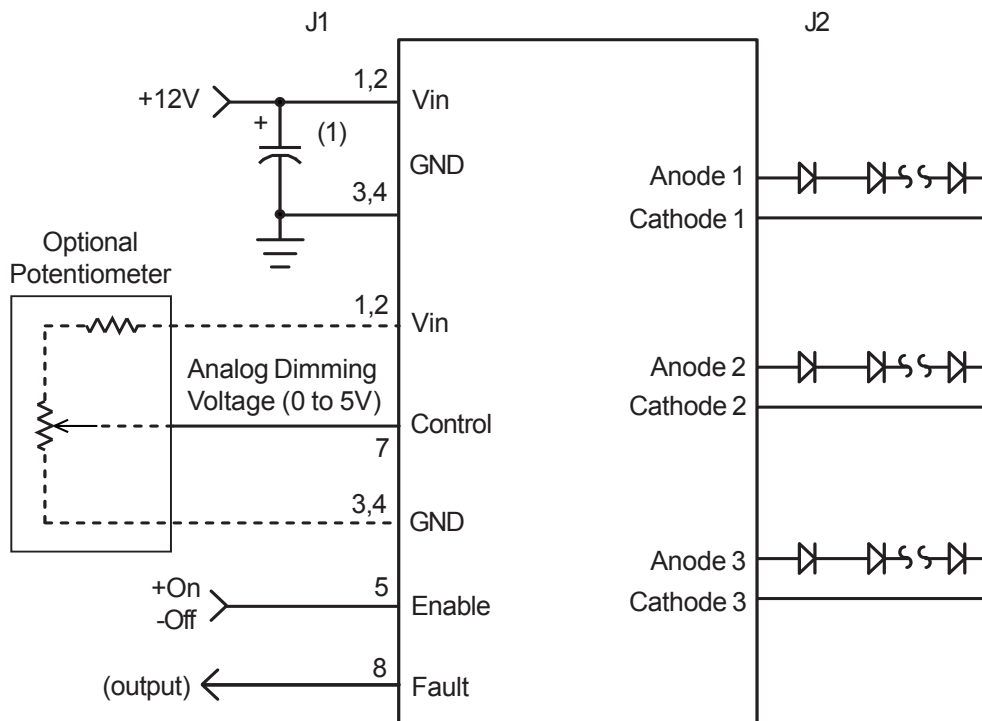 J1
J2
1,2
+12V
Vin
+
(1)
GND
3,4
Anode 1
Cathode 1
Optional
Potentiometer
1,2
Vin
Analog Dimming
Voltage (0 to 5V)
Control
7
Anode 2
Cathode 2
3,4
GND
Anode 3
Cathode 3
+On
-Off
5
Enable
8
(output)
Fault